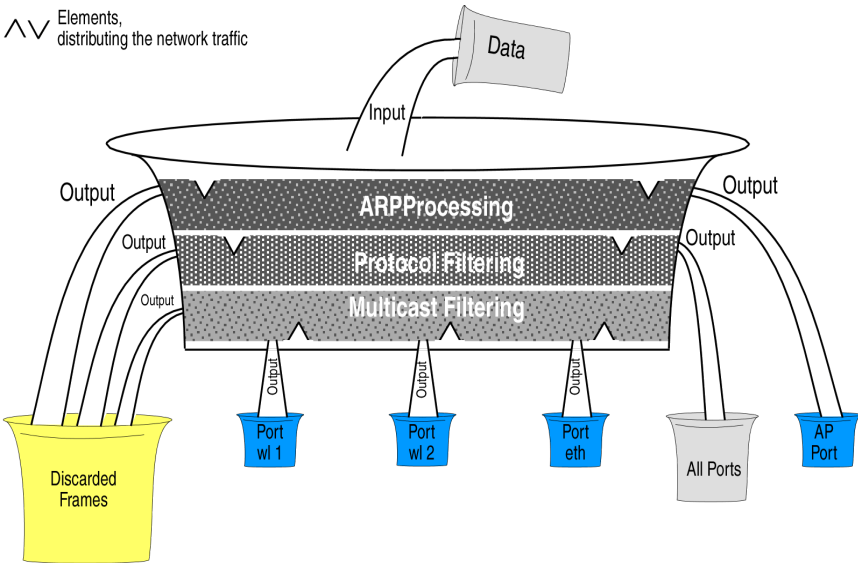 Elements,
distributing the network traffic
Data
Input
Output
Output
ARPProcessing
Output
Output
Protocol Filtering
Output
Multicast Filtering
Output
Output
Output
Port
wl 1
Port
wl 2
Port
eth
All Ports
AP
Port
Discarded
Frames